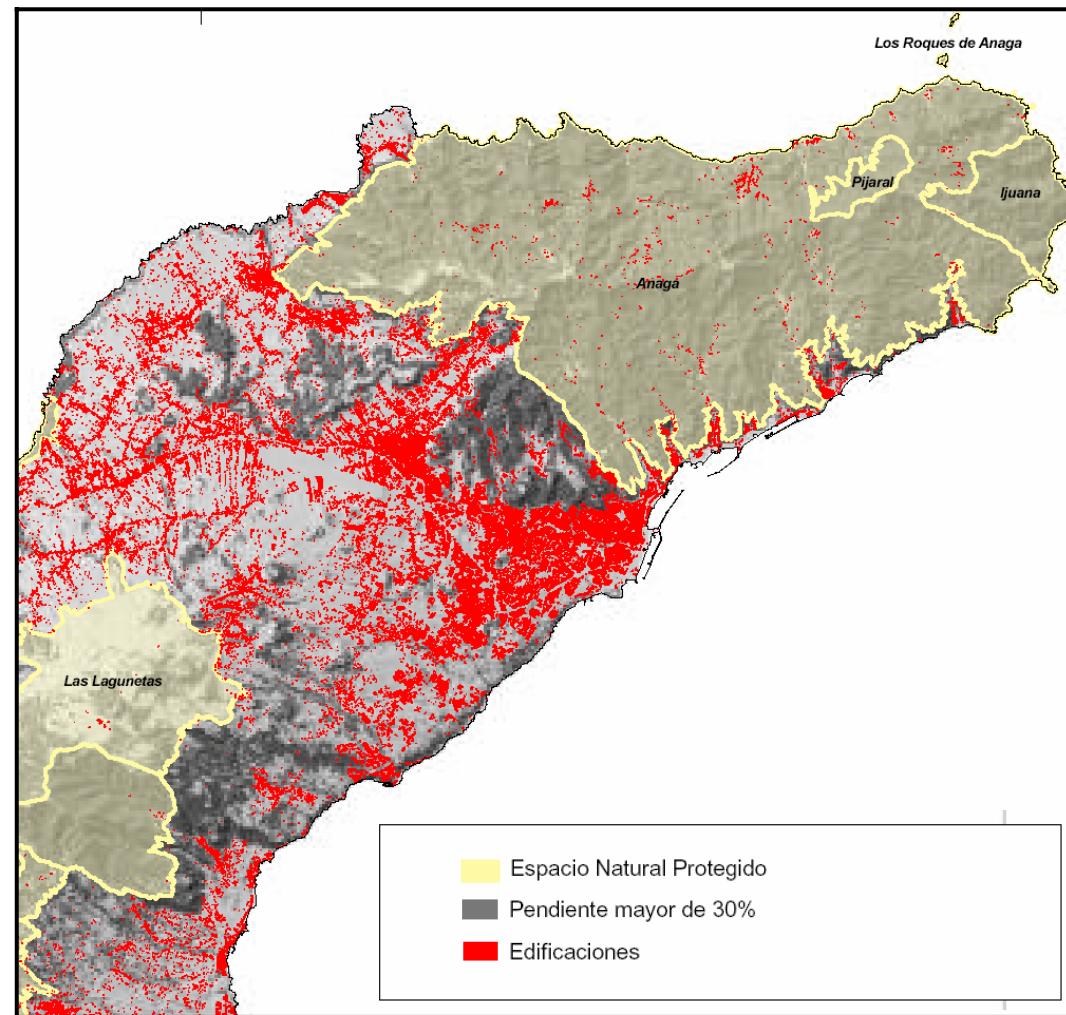 Los Roques de Anaga
Pijaral
Ijuana
Anaga
Las Lagunetas
Espacio Natural Protegido
Pendiente mayor de 30%
Edificaciones